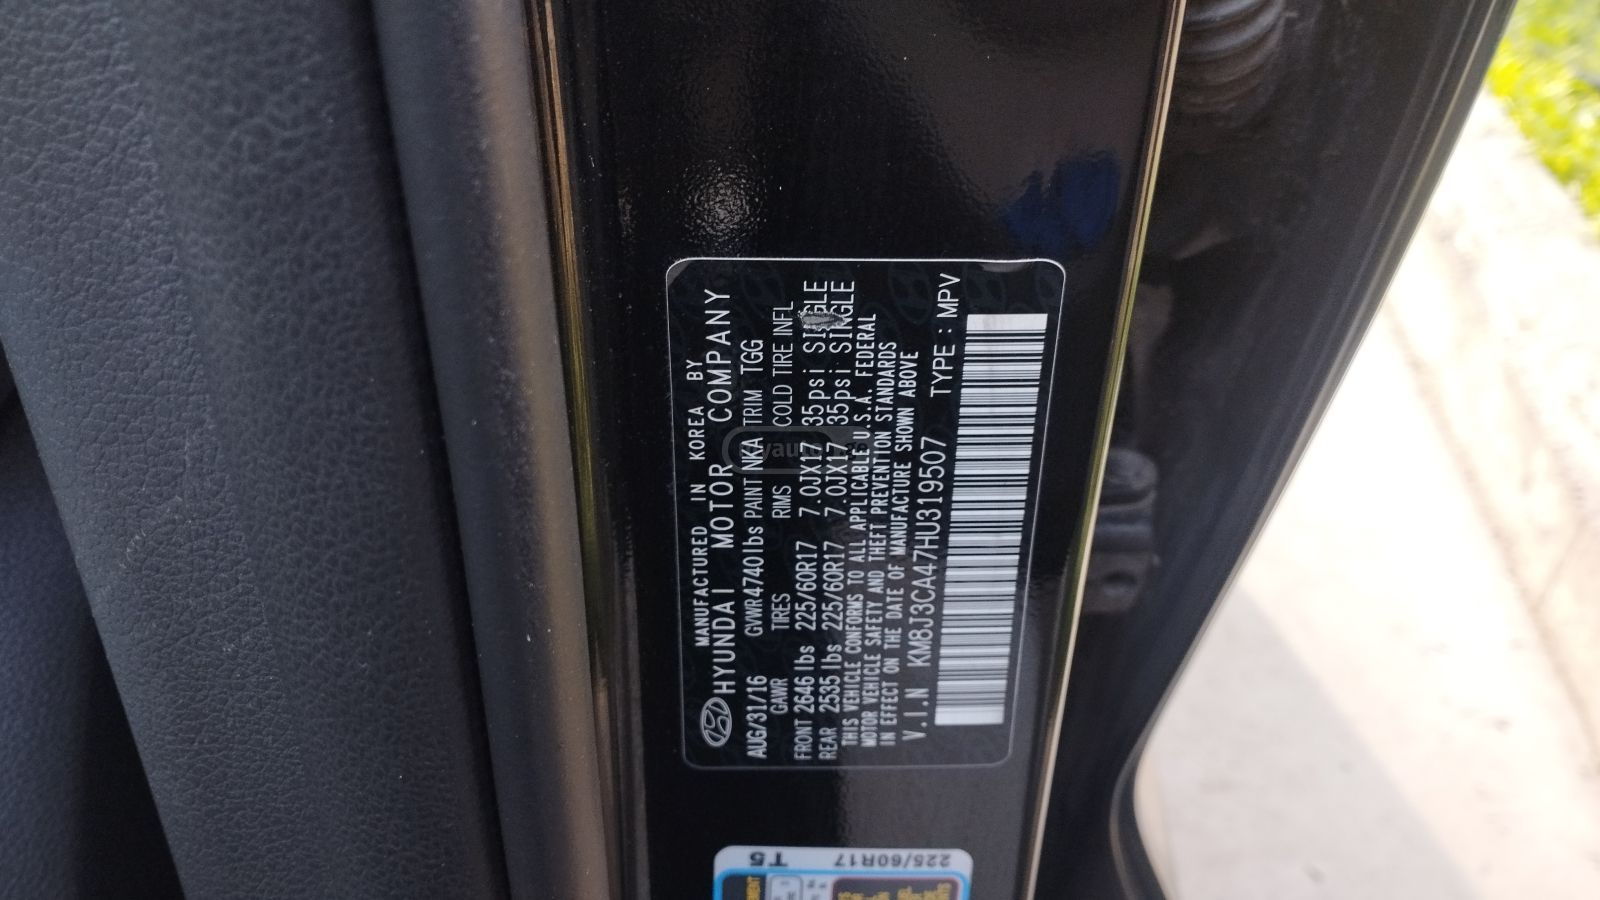 MANUFACTURED IN KOREA BY
HYUNDAI MOTOR COMPANY
AUG/31/16 GVWR4740lbs PAINT NKA TRIM TGG
GAWR TIRES RIMS COLD TIRE INFL
FRONT 2646 lbs 225/60R17 7.0JX17 35psi SINGLE
REAR 2535 lbs 225/60R17 7.0JX17 35psi SINGLE
THIS VEHICLE CONFORMS TO ALL APPLICABLE U.S.A. FEDERAL
MOTOR VEHICLE SAFETY AND THEFT PREVENTION STANDARDS
IN EFFECT ON THE DATE OF MANUFACTURE SHOWN ABOVE
V.I.N KM8J3CA47HU319507 TYPE : MPV
225/60R17 T5